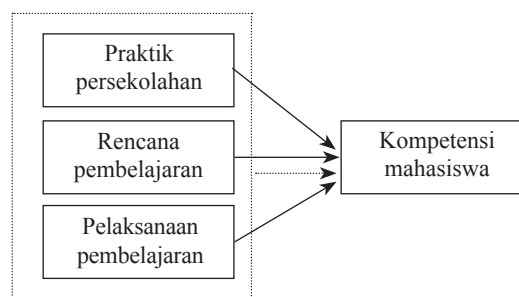 Praktik
persekolahan
Rencana
pembelajaran
Pelaksanaan
pembelajaran
Kompetensi
mahasiswa